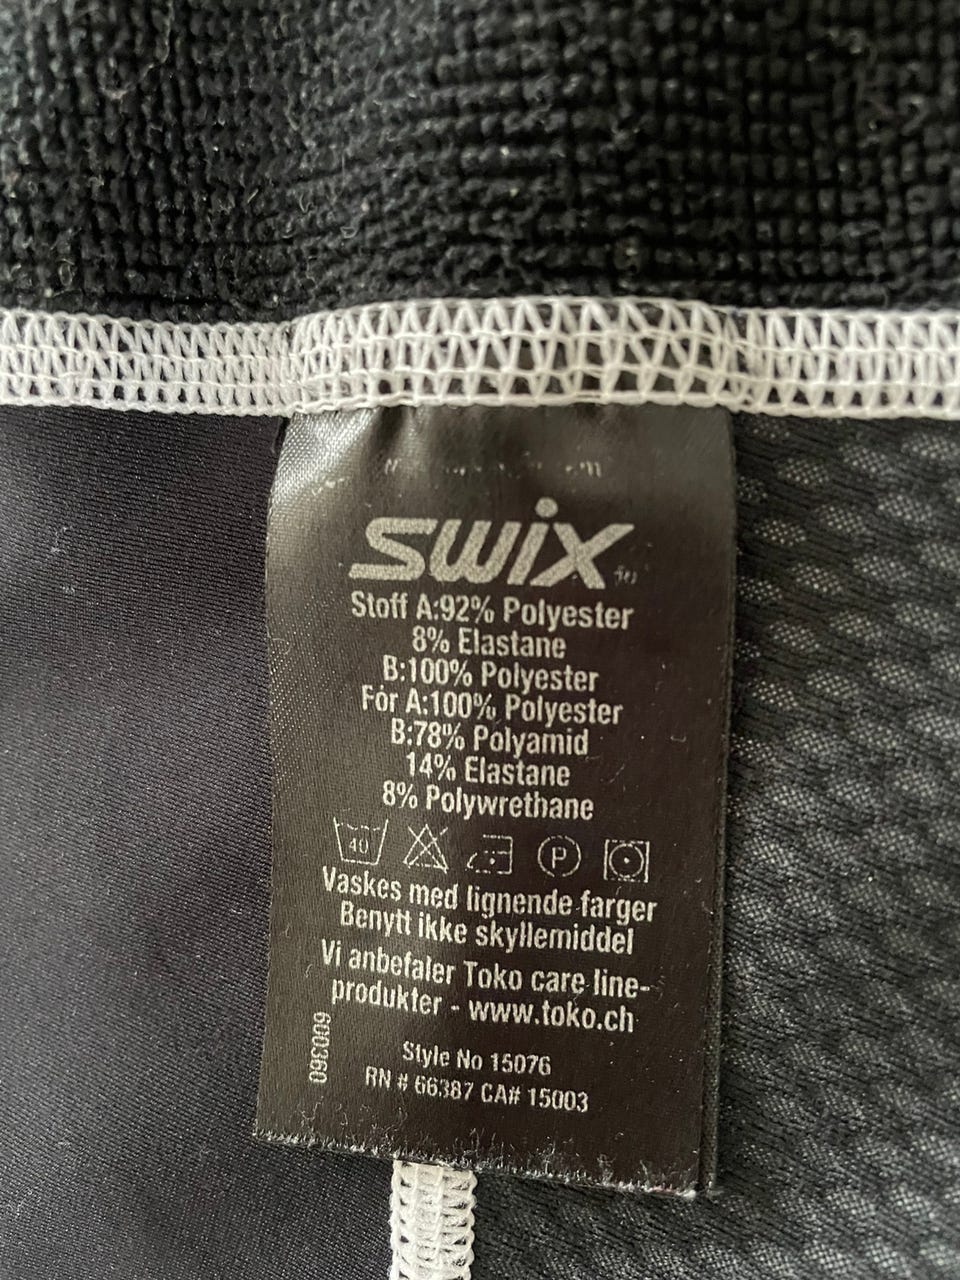 swix
Stoff A:92% Polyester
8% Elastane
B:100% Polyester
Fór A:100% Polyester
B:78% Polyamid
14% Elastane
8% Polywrethane
40 P
Vaskes med lignende farger
Benytt ikke skyllemiddel
Vi anbefaler Toko care line-
produkter - www.toko.ch
600360
Style No 15076
RN # 66387 CA# 15003